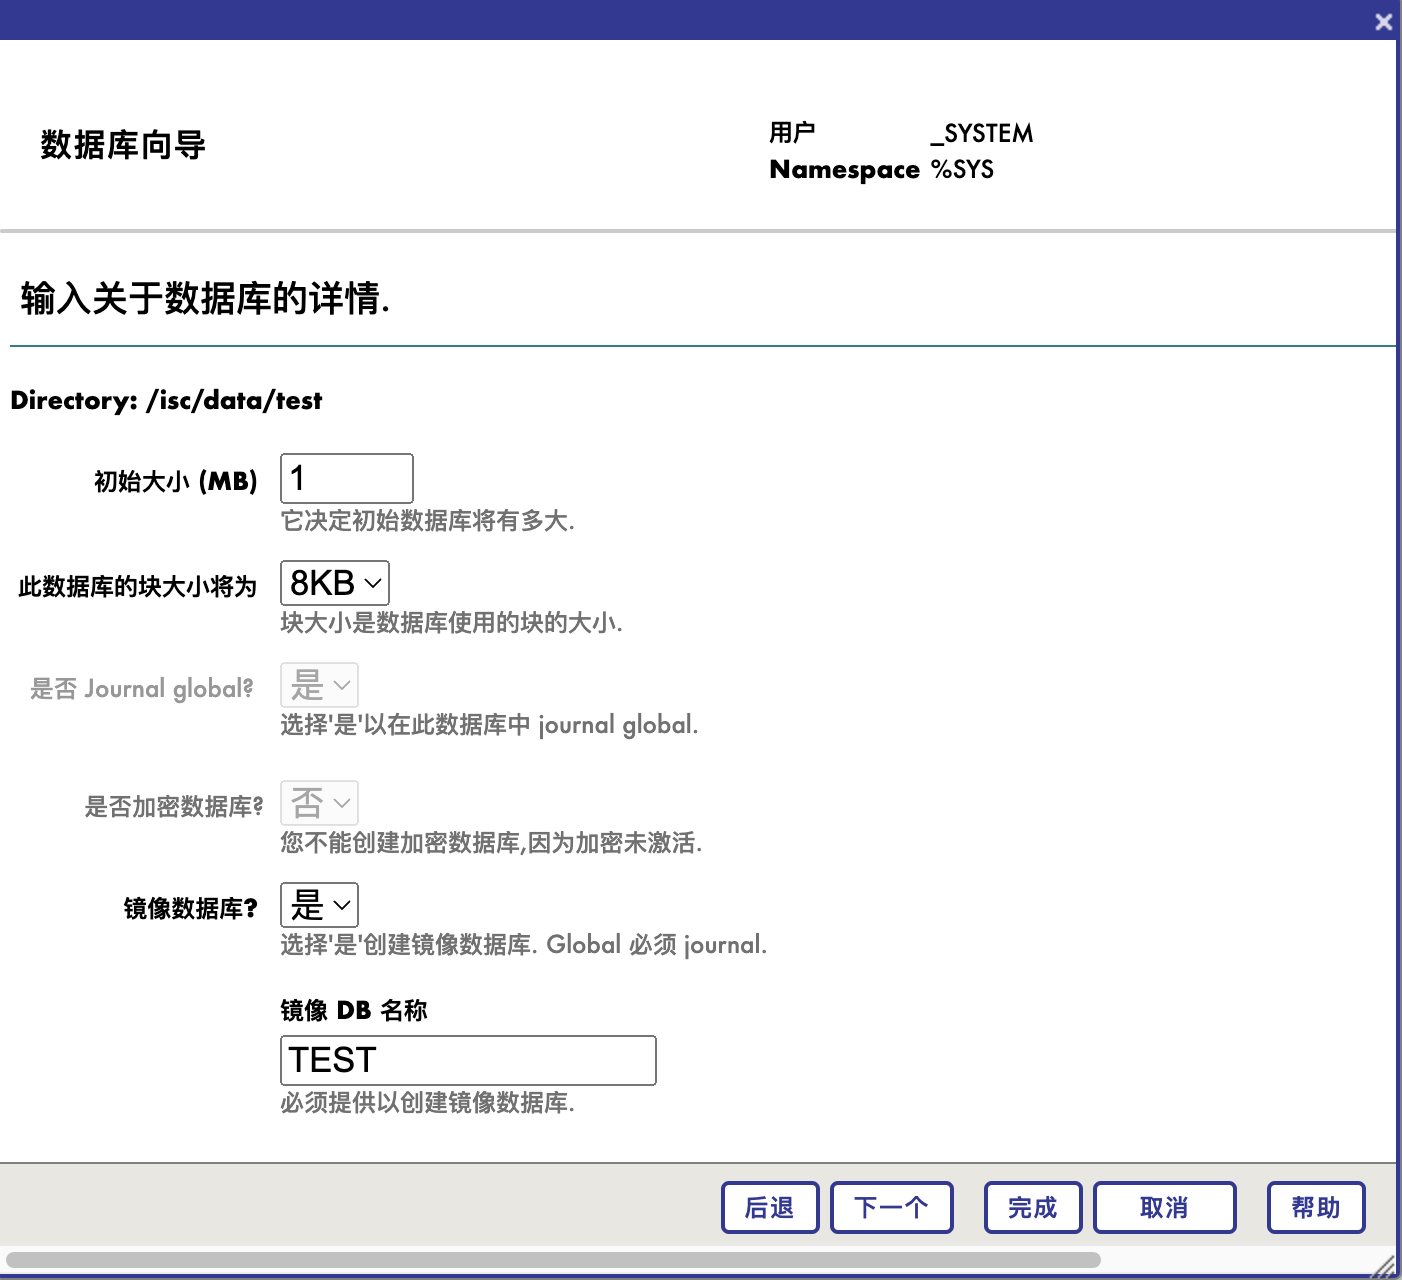 数据库向导
用户 _SYSTEM
Namespace %SYS
输入关于数据库的详情.
Directory: /isc/data/test
初始大小 (MB) 1
它决定初始数据库将有多大.
此数据库的块大小将为 8KB
块大小是数据库使用的块的大小.
是否 Journal global? 是
选择'是'以在此数据库中 journal global.
是否加密数据库? 否
您不能创建加密数据库,因为加密未激活.
镜像数据库? 是
选择'是'创建镜像数据库. Global 必须 journal.
镜像 DB 名称
TEST
必须提供以创建镜像数据库.
后退 下一个 完成 取消 帮助